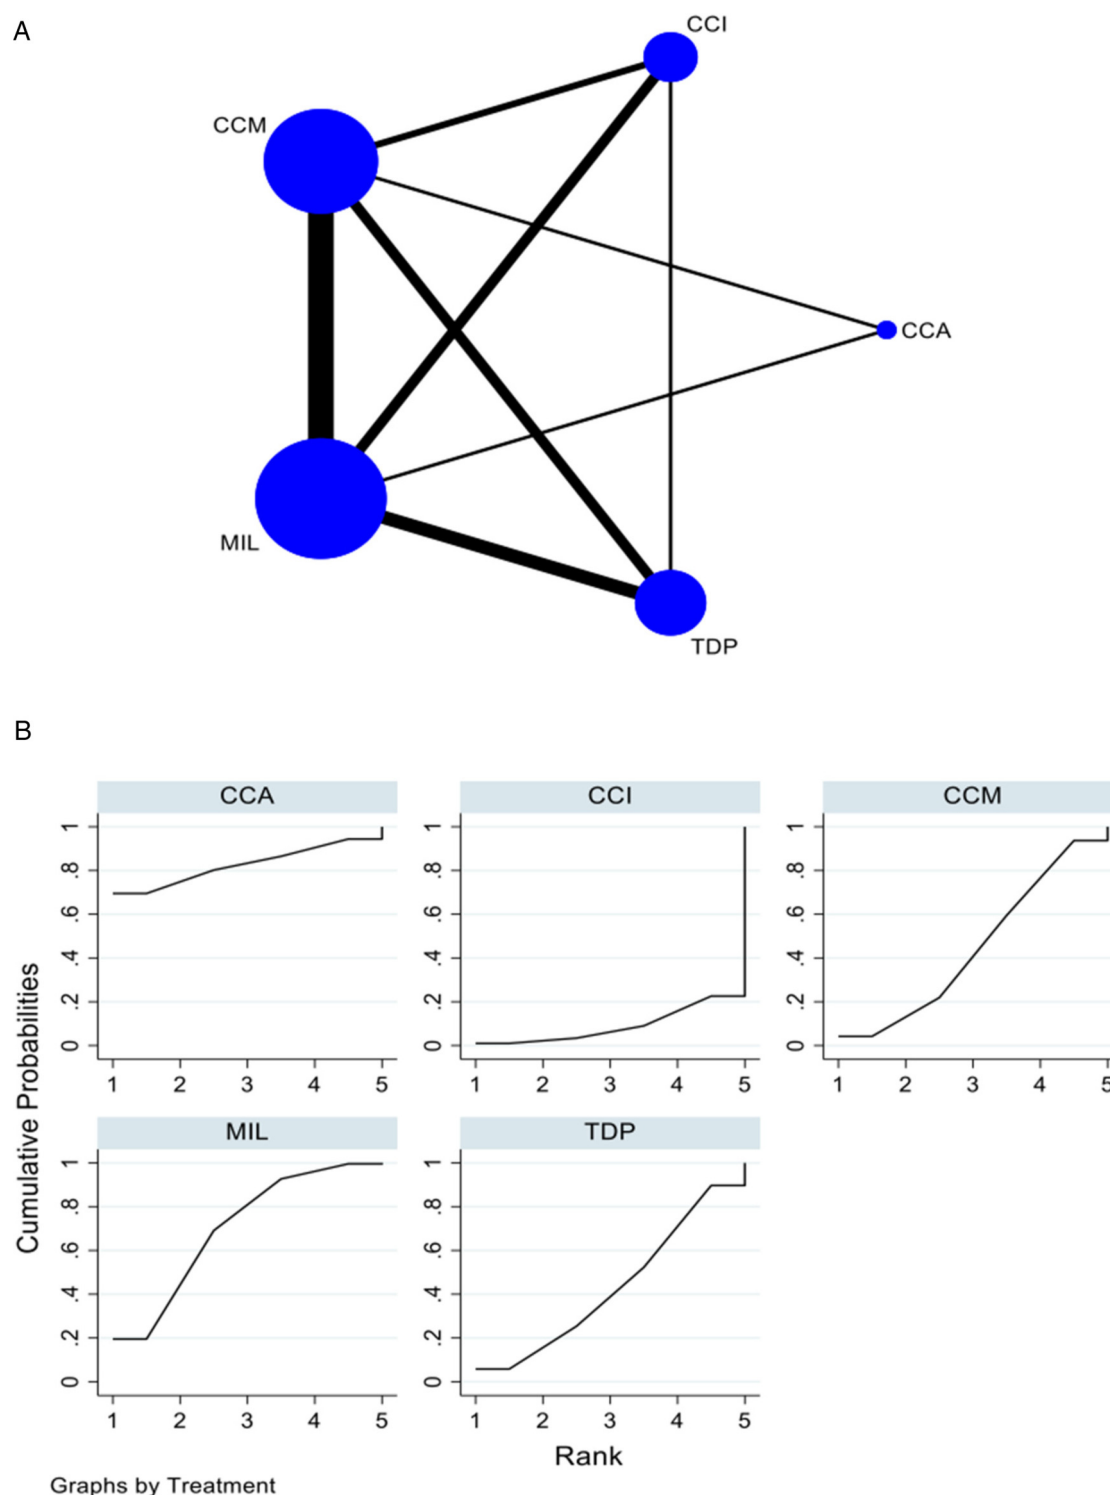 A
CCI
CCM
CCA
MIL
TDP
B
CCA
CCI
CCM
0 .2 .4 .6 .8 1
0 .2 .4 .6 .8 1
0 .2 .4 .6 .8 1
1 2 3 4 5
1 2 3 4 5
1 2 3 4 5
MIL
TDP
0 .2 .4 .6 .8 1
0 .2 .4 .6 .8 1
1 2 3 4 5
1 2 3 4 5
Cumulative Probabilities
Rank
Graphs by Treatment